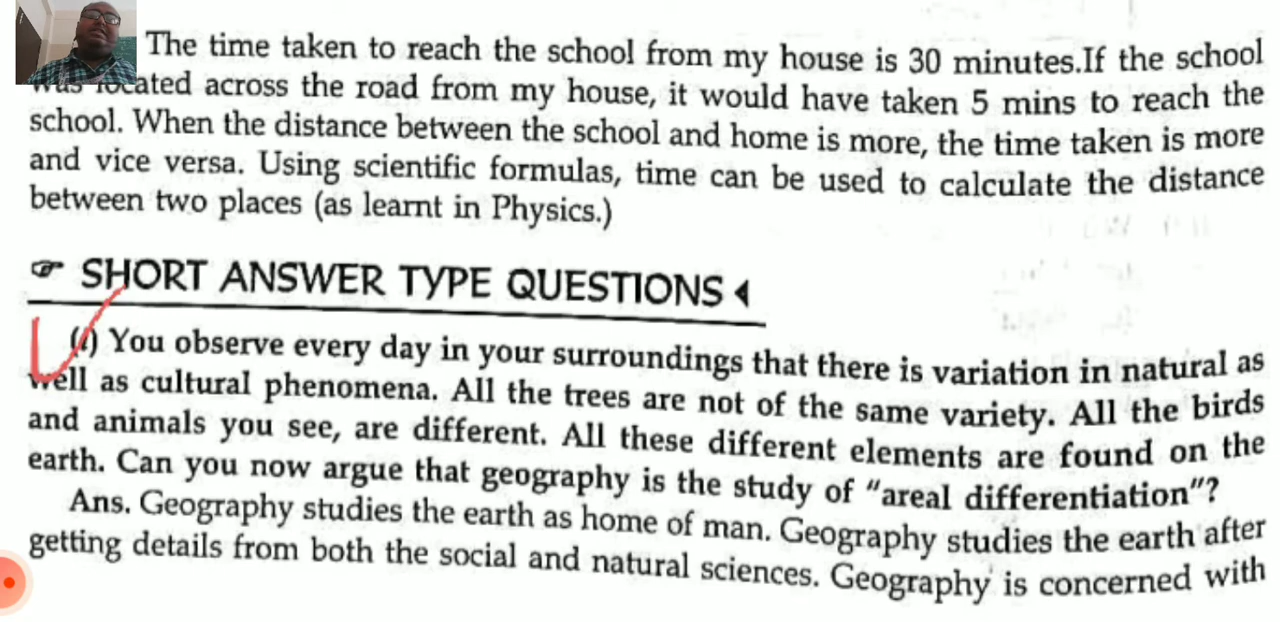 The time taken to reach the school from my house is 30 minutes.If the school
was located across the road from my house, it would have taken 5 mins to reach the
school. When the distance between the school and home is more, the time taken is more
and vice versa. Using scientific formulas, time can be used to calculate the distance
between two places (as learnt in Physics.)
☞ SHORT ANSWER TYPE QUESTIONS ◀
(i) You observe every day in your surroundings that there is variation in natural as
well as cultural phenomena. All the trees are not of the same variety. All the birds
and animals you see, are different. All these different elements are found on the
earth. Can you now argue that geography is the study of "areal differentiation"?
Ans. Geography studies the earth as home of man. Geography studies the earth after
getting details from both the social and natural sciences. Geography is concerned with